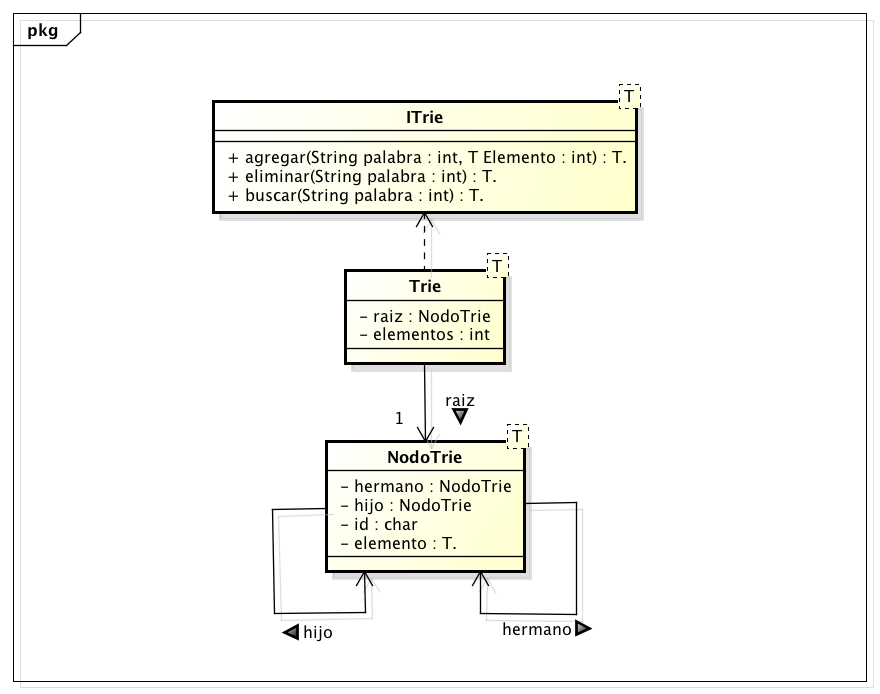 pkg
T
ITrie
+ agregar(String palabra : int, T Elemento : int) : T.
+ eliminar(String palabra : int) : T.
+ buscar(String palabra : int) : T.
T
Trie
- raiz : NodoTrie
- elementos : int
raiz
1
T
NodoTrie
- hermano : NodoTrie
- hijo : NodoTrie
- id : char
- elemento : T.
hijo
hermano